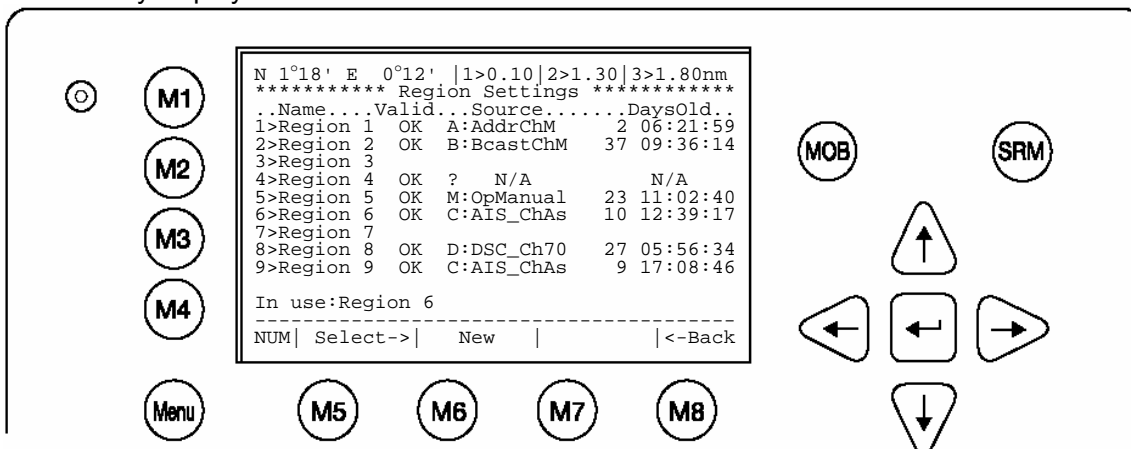 N 1°18' E  0°12' |1>0.10|2>1.30|3>1.80nm
*********** Region Settings ************
..Name....Valid...Source.......DaysOld..
1>Region 1  OK  A:AddrChM     2 06:21:59
2>Region 2  OK  B:BcastChM   37 09:36:14
3>Region 3
4>Region 4  OK  ?  N/A           N/A
5>Region 5  OK  M:OpManual   23 11:02:40
6>Region 6  OK  C:AIS_ChAs   10 12:39:17
7>Region 7
8>Region 8  OK  D:DSC_Ch70   27 05:56:34
9>Region 9  OK  C:AIS_ChAs    9 17:08:46
In use:Region 6
----------------------------------------
NUM| Select->|   New   |         |<-Back
M1
M2
M3
M4
MOB
SRM
Menu
M5
M6
M7
M8